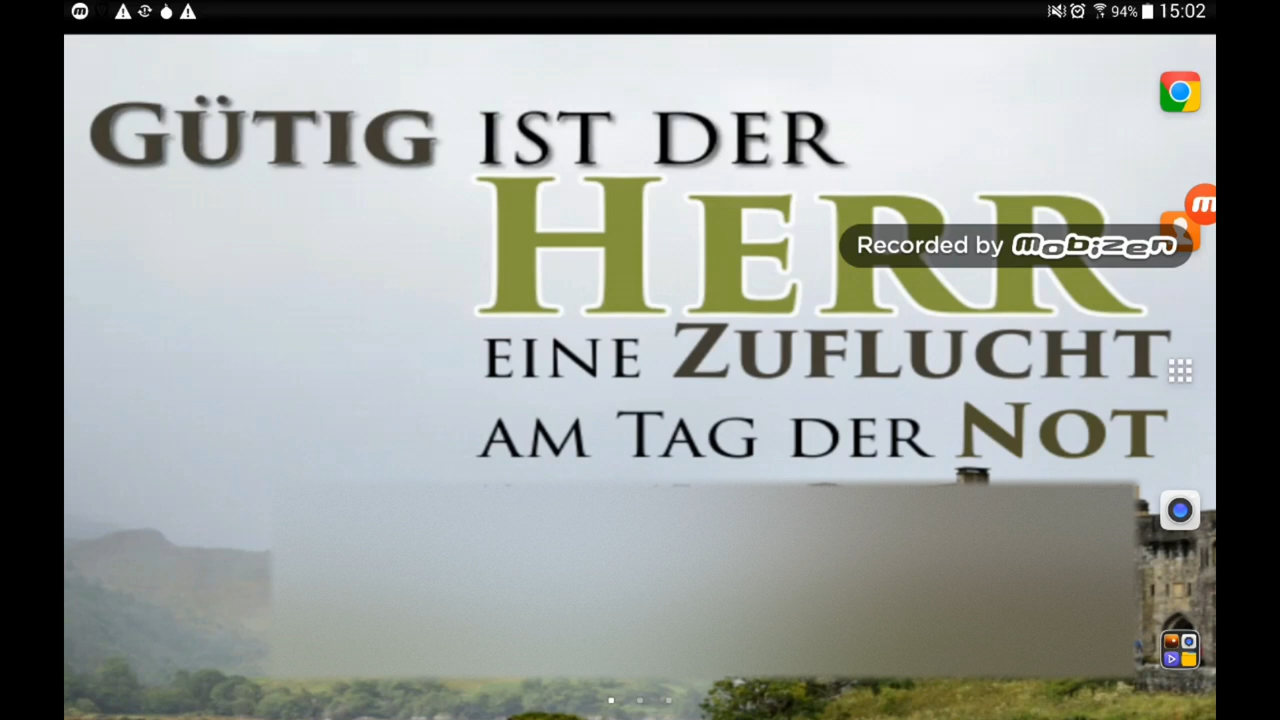 94% 15:02
GÜTIG IST DER
HERR
Recorded by mobizen
EINE ZUFLUCHT
AM TAG DER NOT